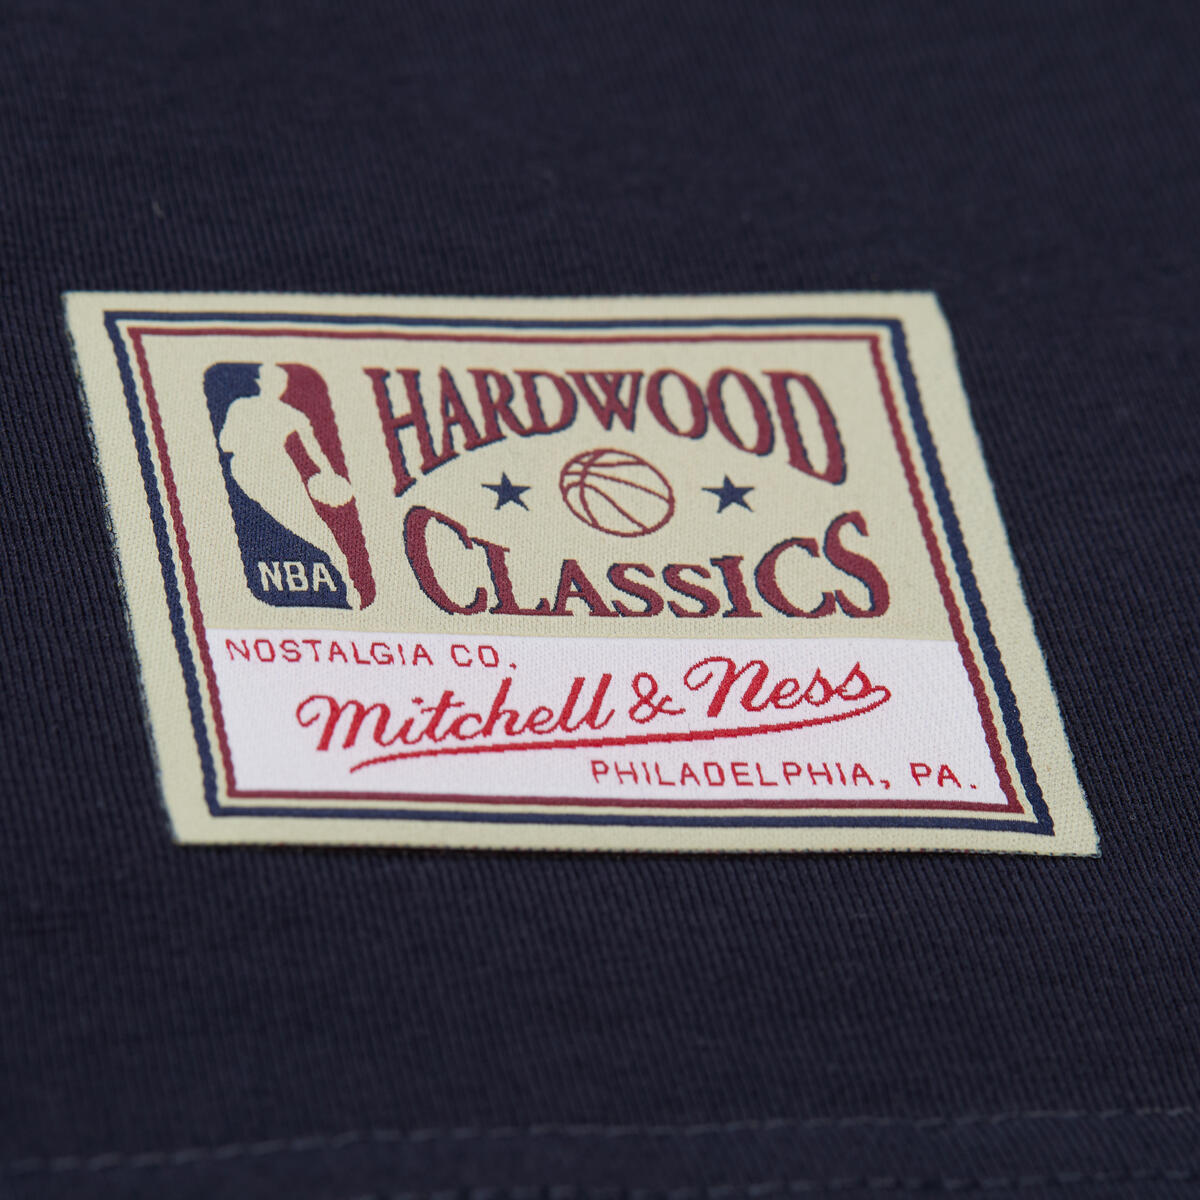 HARDWOOD
CLASSICS
NBA
NOSTALGIA CO.
Mitchell & Ness
PHILADELPHIA, PA.